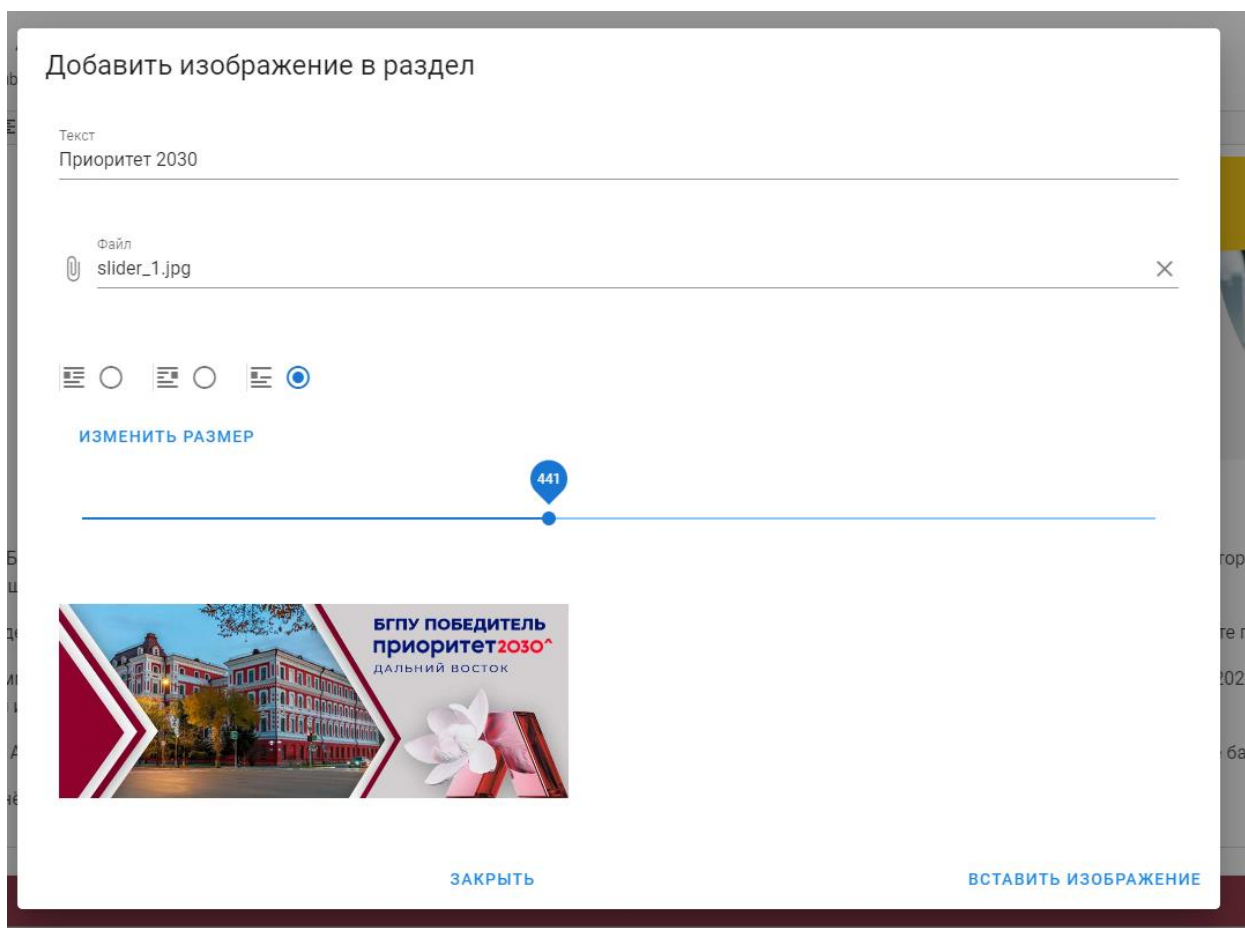 Добавить изображение в раздел
Текст
Приоритет 2030
Файл
slider_1.jpg
ИЗМЕНИТЬ РАЗМЕР
441
БГПУ ПОБЕДИТЕЛЬ
приоритет2030^
ДАЛЬНИЙ ВОСТОК
ЗАКРЫТЬ
ВСТАВИТЬ ИЗОБРАЖЕНИЕ